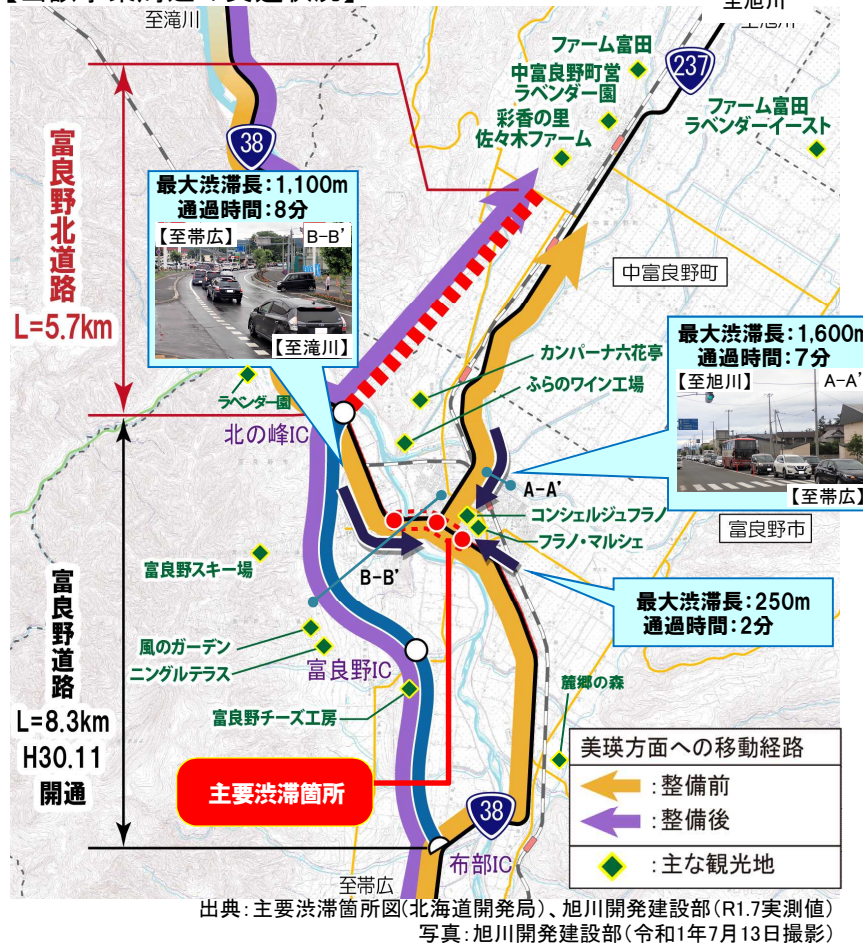 至滝川
至旭川
ファーム富田
237
中富良野町営
ラベンダー園
ファーム富田
ラベンダーイースト
彩香の里
佐々木ファーム
38
富良野北道路
L=5.7km
最大渋滞長:1,100m
通過時間:8分
【至帯広】
B-B'
【至滝川】
中富良野町
最大渋滞長:1,600m
通過時間:7分
【至旭川】
A-A'
【至帯広】
カンパーナ六花亭
ふらのワイン工場
ラベンダー園
北の峰IC
A-A'
コンシェルジュフラノ
フラノ・マルシェ
富良野市
B-B'
富良野スキー場
最大渋滞長:250m
通過時間:2分
富良野道路
L=8.3km
H30.11
開通
風のガーデン
ニングルテラス
富良野IC
麓郷の森
富良野チーズ工房
主要渋滞箇所
38
布部IC
至帯広
美瑛方面への移動経路
:整備前
:整備後
:主な観光地
出典:主要渋滞箇所図(北海道開発局)、旭川開発建設部(R1.7実測値)
写真:旭川開発建設部(令和1年7月13日撮影)